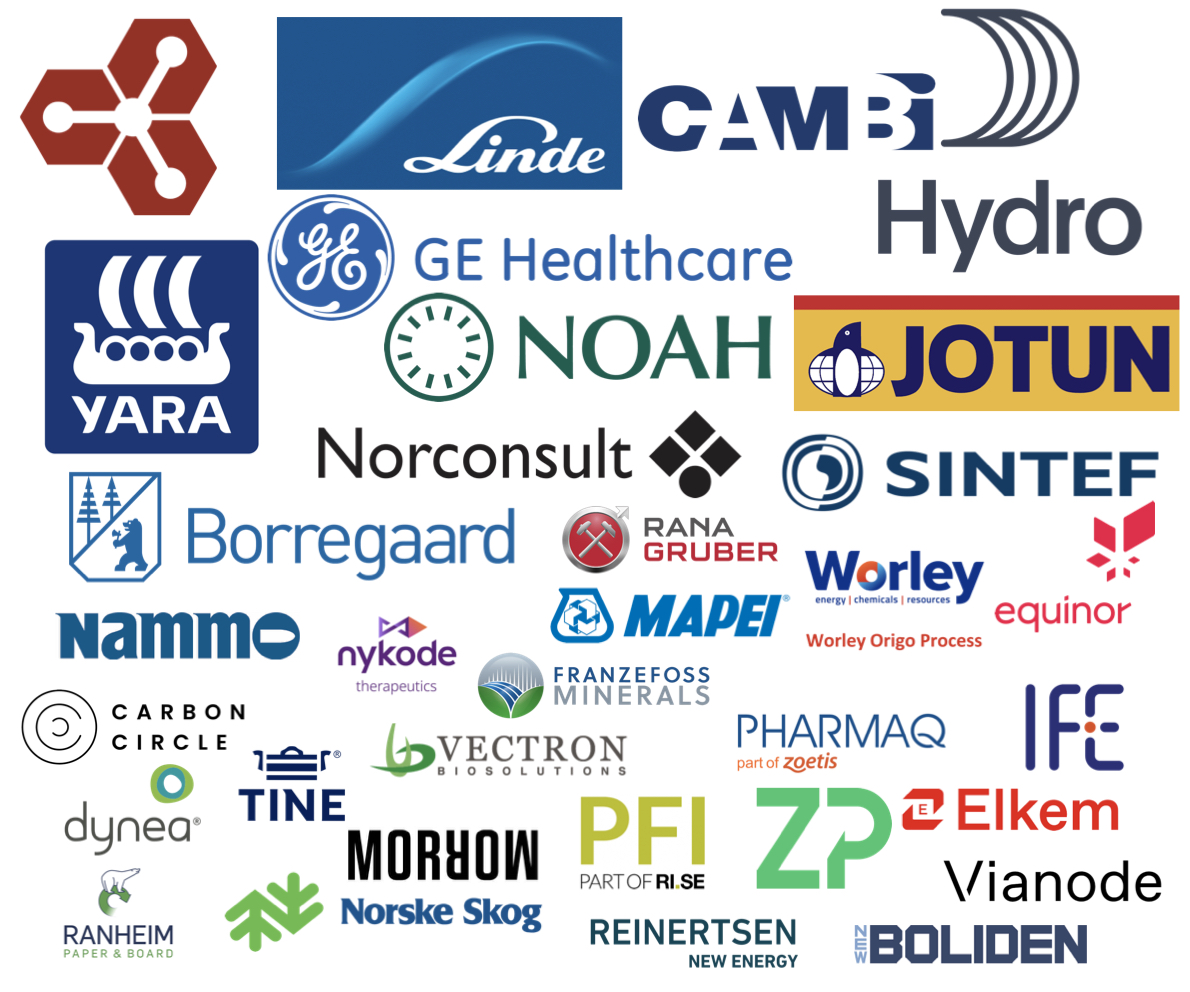 Linde
CAMBi
Hydro
GE
GE Healthcare
YARA
NOAH
JOTUN
Norconsult
SINTEF
Borregaard
RANA
GRUBER
Worley
energy | chemicals | resources
Worley Origo Process
equinor
Nammo
nykode
therapeutics
MAPEI®
FRANZEFOSS
MINERALS
CARBON
CIRCLE
VECTRON
BIOSOLUTIONS
PHARMAQ
part of zoetis
IFE
dynea®
TINE®
MORROW
PFI
PART OF RI.SE
ZP
E
Elkem
Vianode
RANHEIM
PAPER & BOARD
Norske Skog
REINERTSEN
NEW ENERGY
NEW
BOLIDEN